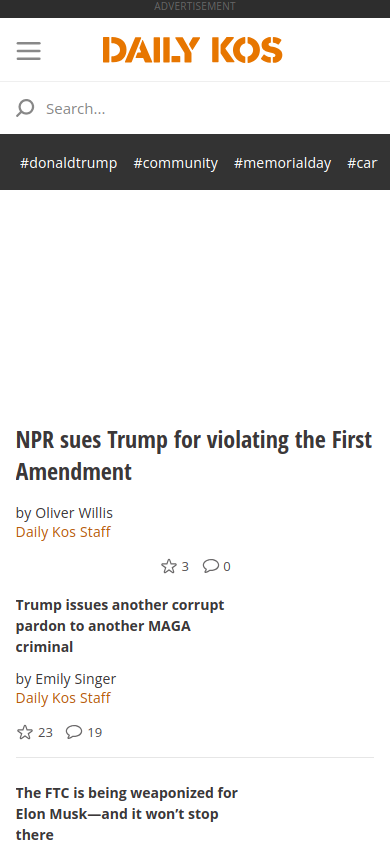 ADVERTISEMENT
DAILY KOS
Search...
#donaldtrump #community #memorialday #car
NPR sues Trump for violating the First
Amendment
by Oliver Willis
Daily Kos Staff
3 0
Trump issues another corrupt
pardon to another MAGA
criminal
by Emily Singer
Daily Kos Staff
23 19
The FTC is being weaponized for
Elon Musk—and it won’t stop
there